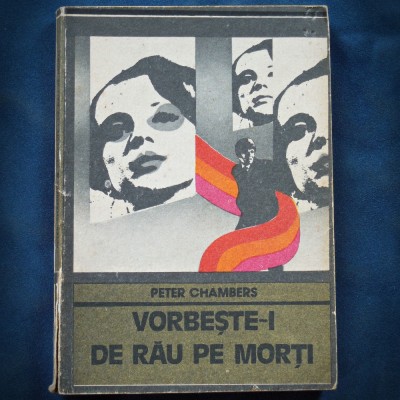 PETER CHAMBERS
VORBEȘTE-I
DE RĂU PE MORȚI